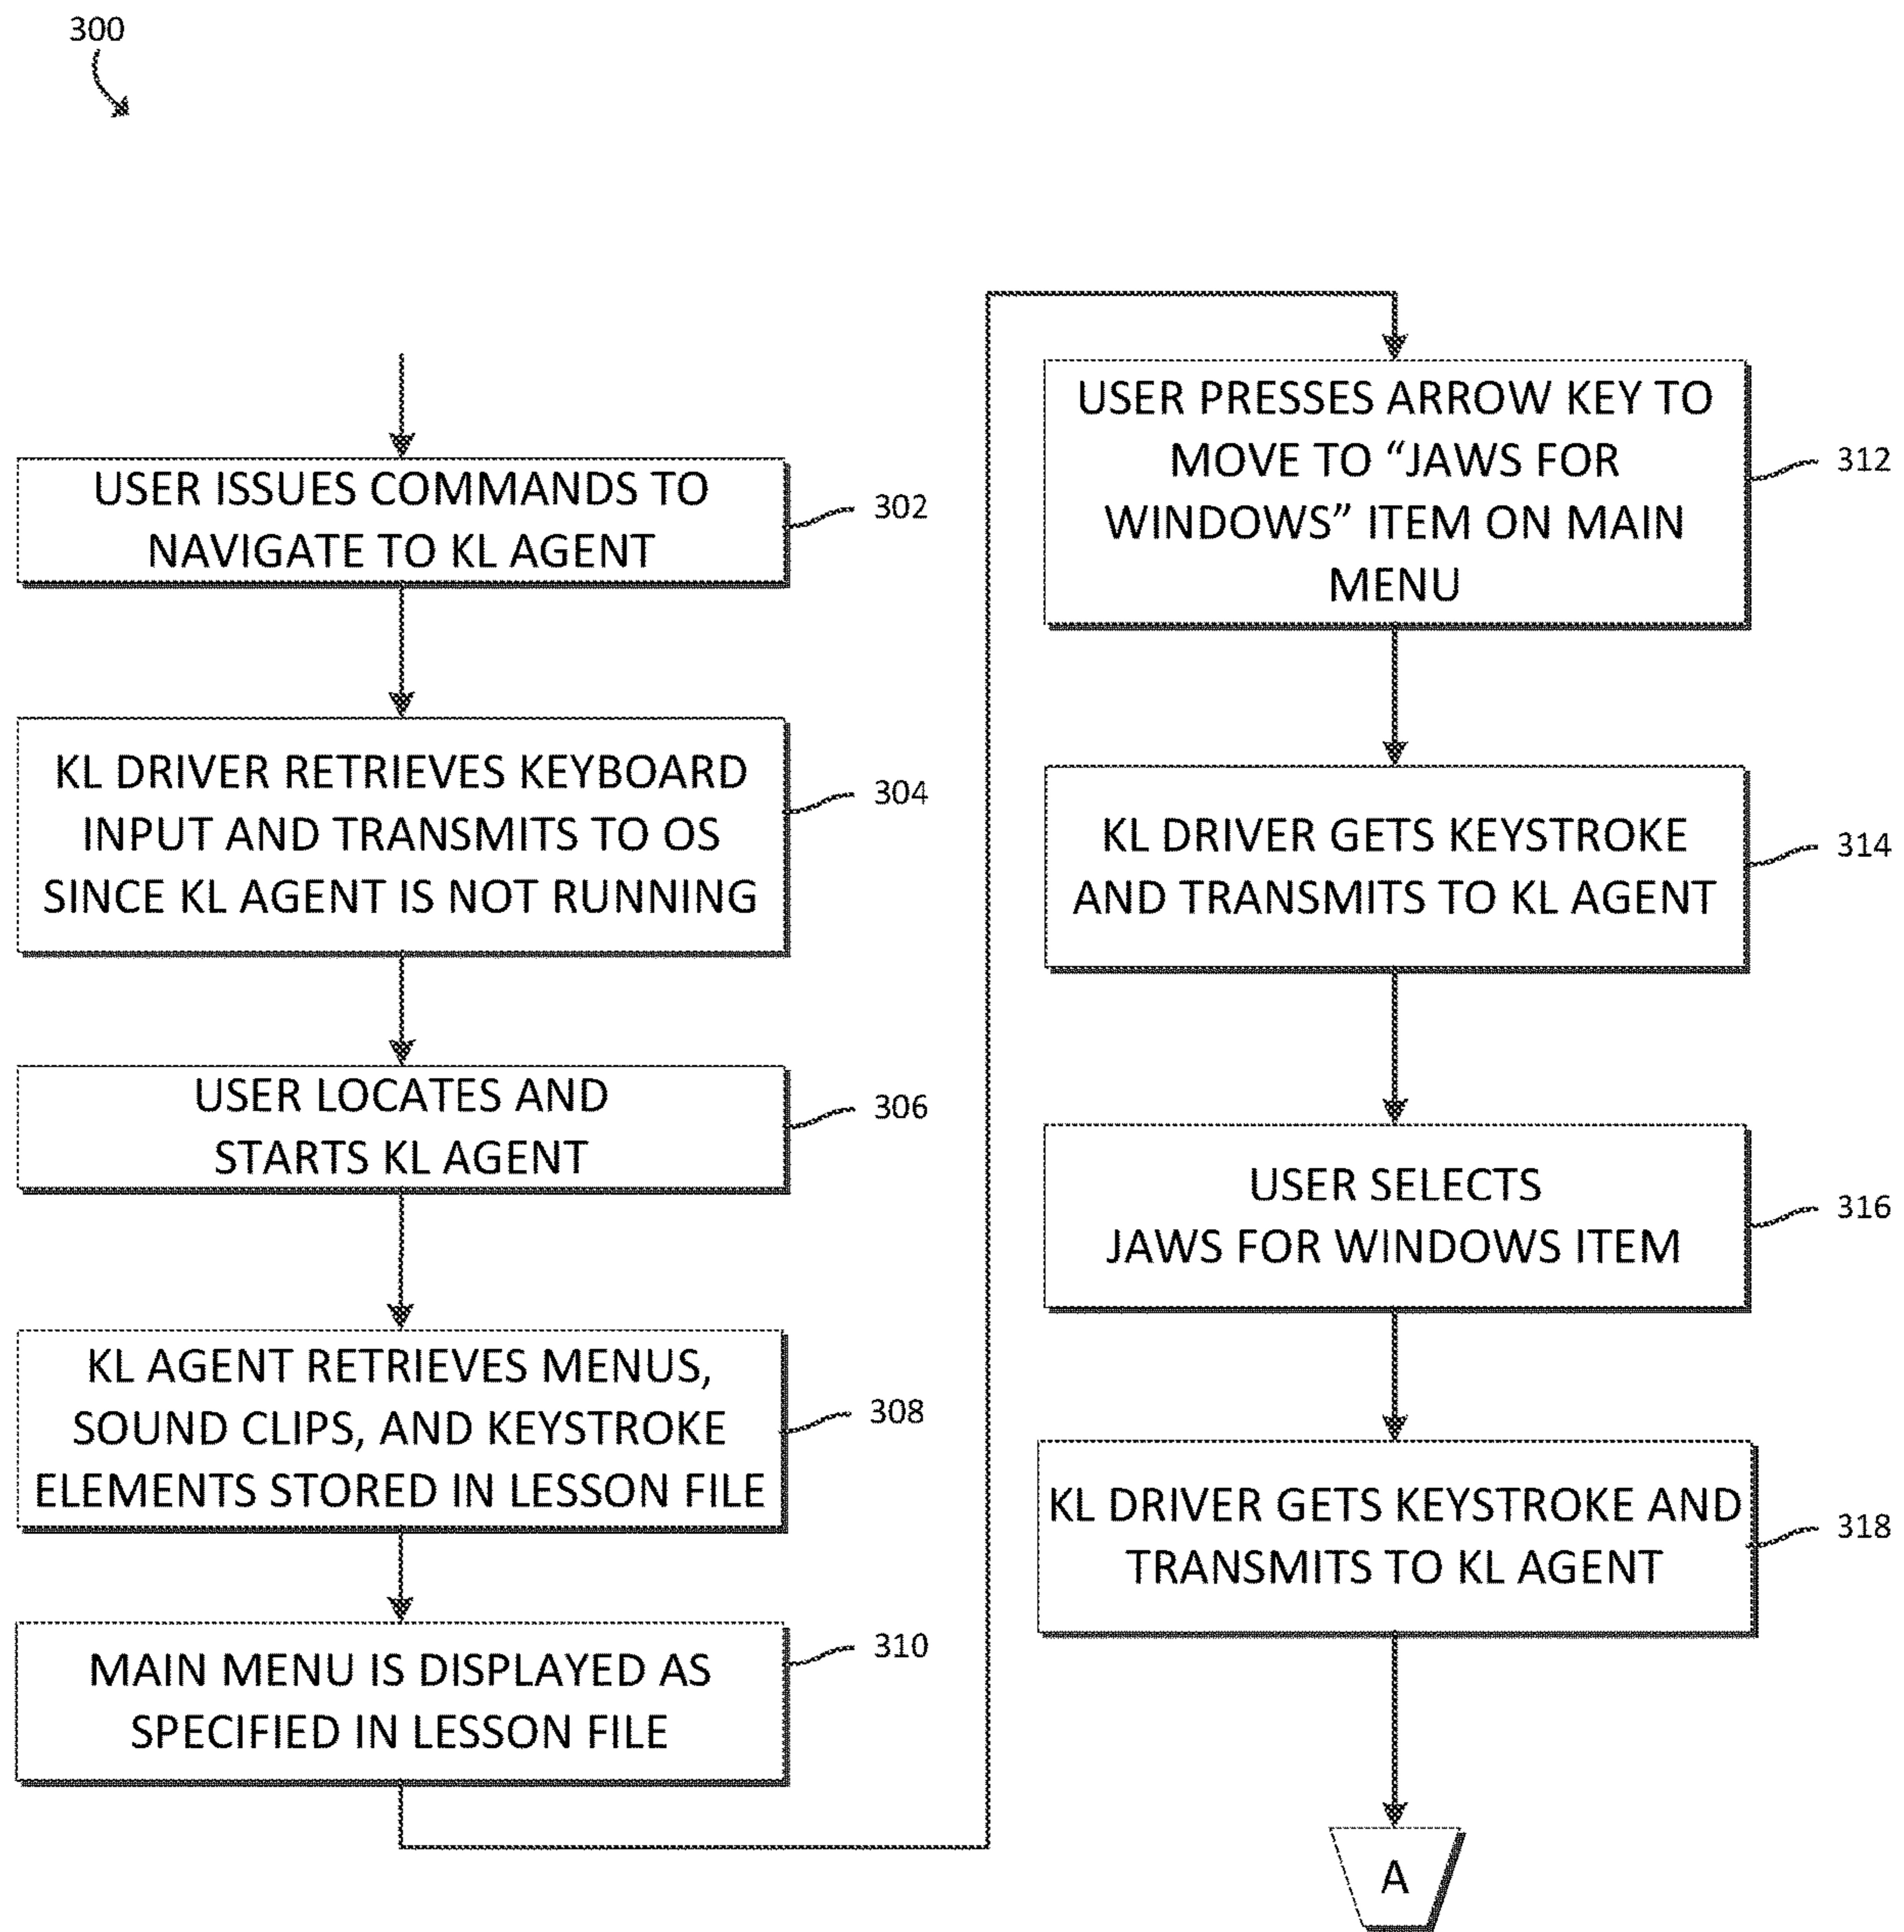 300
USER ISSUES COMMANDS TO
NAVIGATE TO KL AGENT
302
KL DRIVER RETRIEVES KEYBOARD
INPUT AND TRANSMITS TO OS
SINCE KL AGENT IS NOT RUNNING
304
USER LOCATES AND
STARTS KL AGENT
306
KL AGENT RETRIEVES MENUS,
SOUND CLIPS, AND KEYSTROKE
ELEMENTS STORED IN LESSON FILE
308
MAIN MENU IS DISPLAYED AS
SPECIFIED IN LESSON FILE
310
USER PRESSES ARROW KEY TO
MOVE TO “JAWS FOR
WINDOWS” ITEM ON MAIN
MENU
312
KL DRIVER GETS KEYSTROKE
AND TRANSMITS TO KL AGENT
314
USER SELECTS
JAWS FOR WINDOWS ITEM
316
KL DRIVER GETS KEYSTROKE AND
TRANSMITS TO KL AGENT
318
A